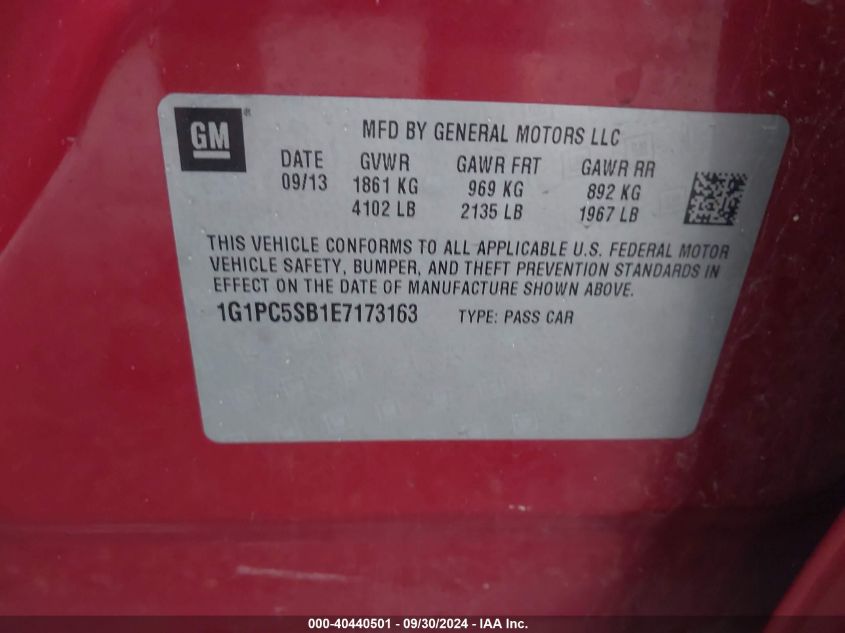 GM®
MFD BY GENERAL MOTORS LLC
DATE GVWR GAWR FRT GAWR RR
09/13 1861 KG 969 KG 892 KG
4102 LB 2135 LB 1967 LB
THIS VEHICLE CONFORMS TO ALL APPLICABLE U.S. FEDERAL MOTOR
VEHICLE SAFETY, BUMPER, AND THEFT PREVENTION STANDARDS IN
EFFECT ON THE DATE OF MANUFACTURE SHOWN ABOVE.
1G1PC5SB1E7173163 TYPE: PASS CAR
000-40440501 - 09/30/2024 - IAA Inc.